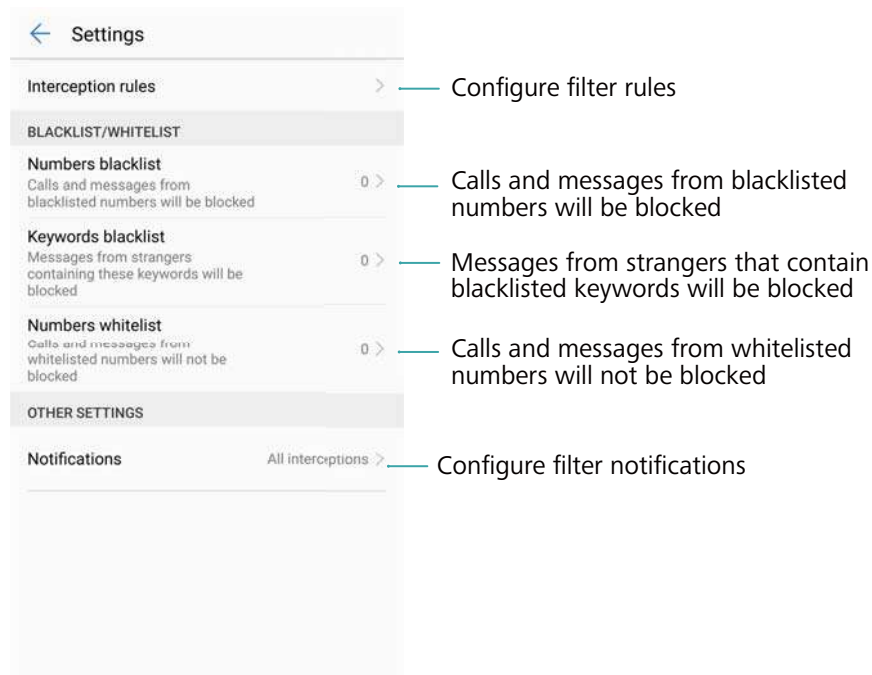 Settings
Interception rules
Configure filter rules
BLACKLIST/WHITELIST
Numbers blacklist
Calls and messages from
blacklisted numbers will be blocked
0
Calls and messages from blacklisted
numbers will be blocked
Keywords blacklist
Messages from strangers
containing these keywords will be
blocked
0
Messages from strangers that contain
blacklisted keywords will be blocked
Numbers whitelist
Calls and messages from
whitelisted numbers will not be
blocked
0
Calls and messages from whitelisted
numbers will not be blocked
OTHER SETTINGS
Notifications
All interceptions
Configure filter notifications